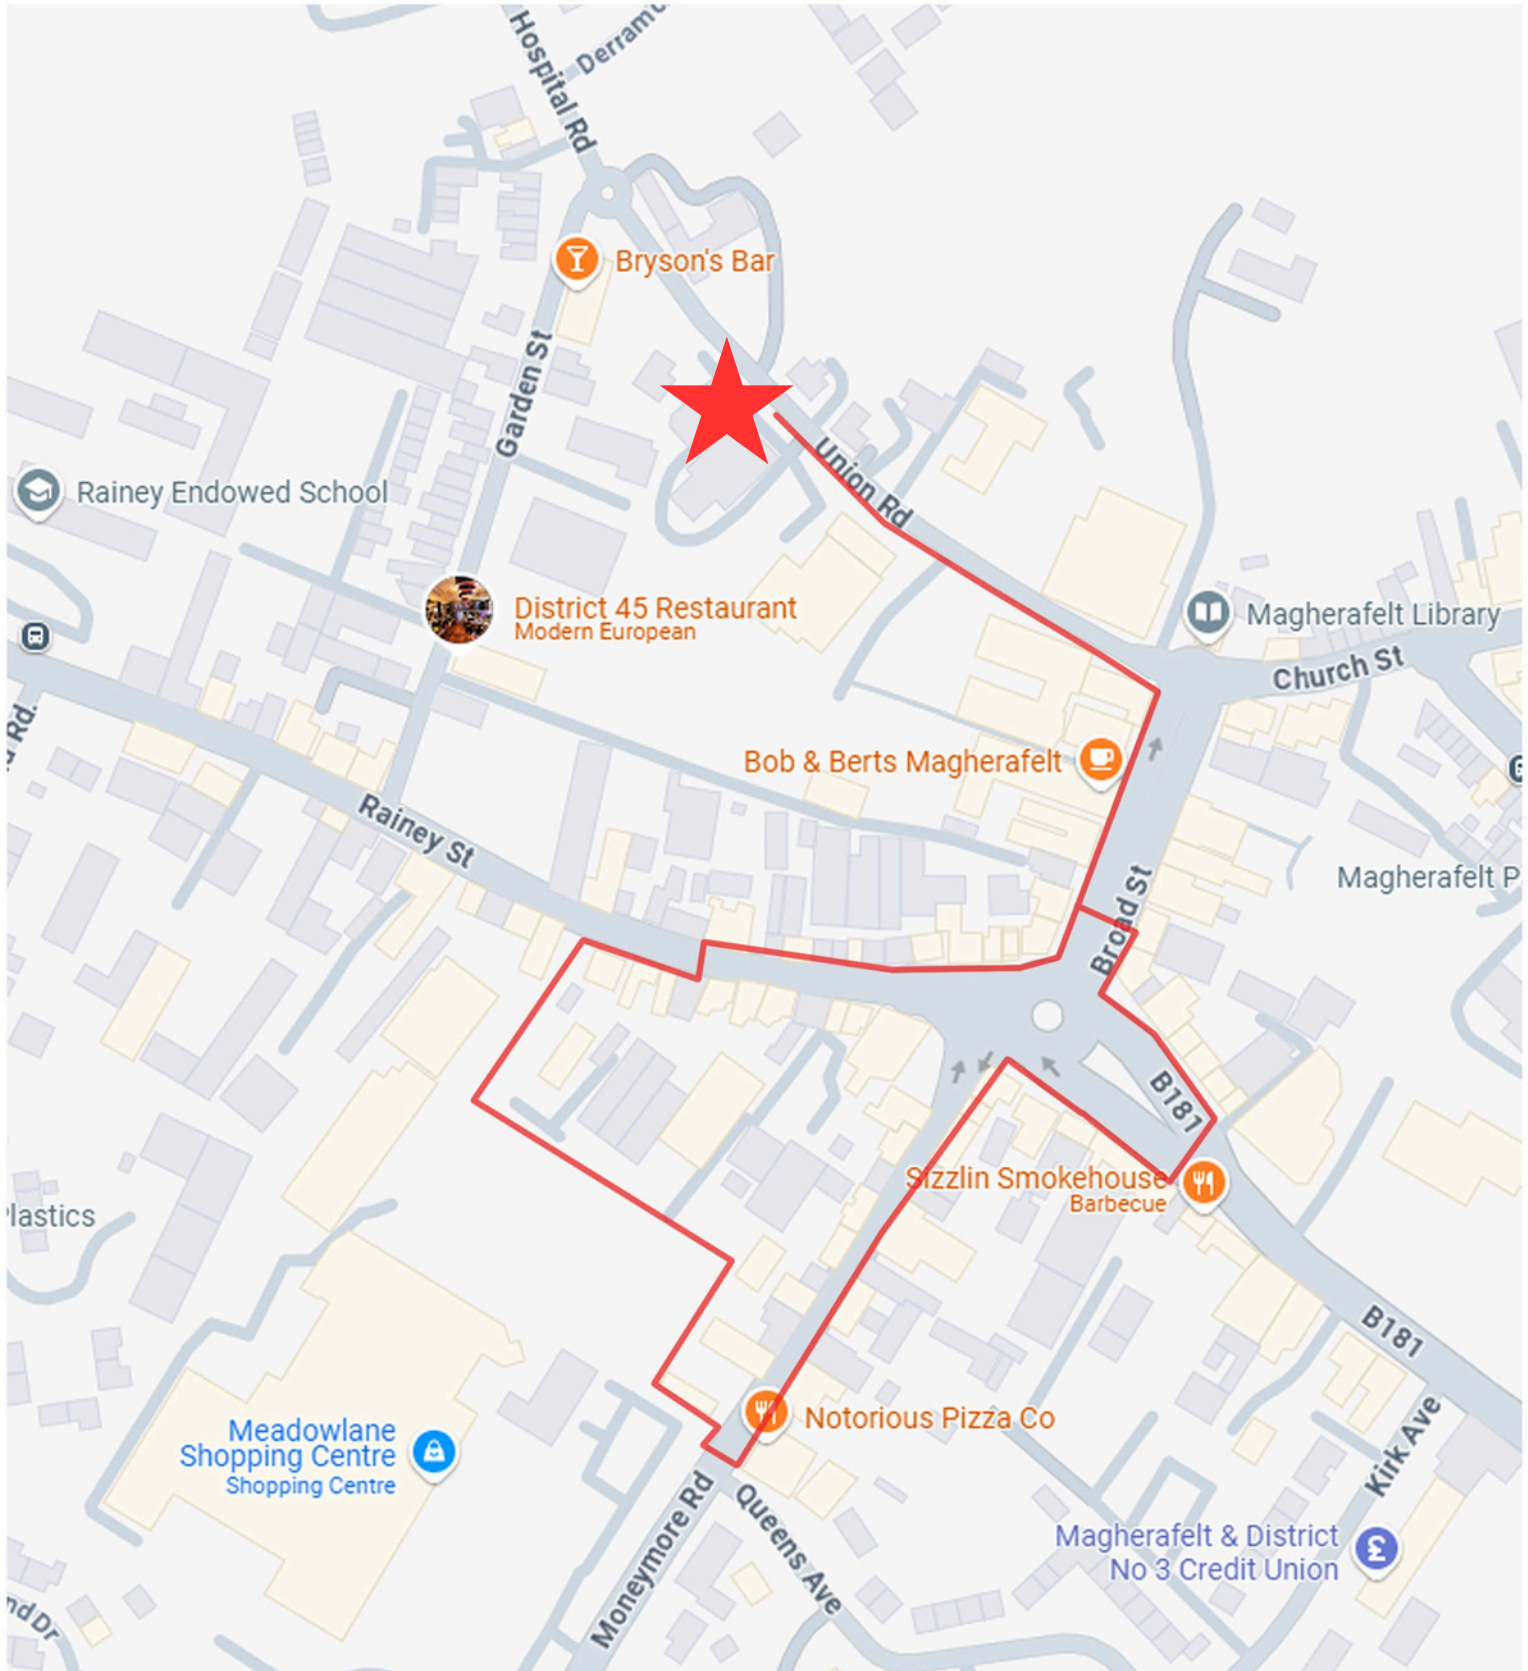 Hospital Rd
Bryson's Bar
Garden St
Union Rd
Rainey Endowed School
District 45 Restaurant
Modern European
Magherafelt Library
Church St
Bob & Berts Magherafelt
Rainey St
Broad St
Magherafelt P
B181
Sizzlin Smokehouse
Barbecue
B181
Notorious Pizza Co
Meadowlane
Shopping Centre
Shopping Centre
Kirk Ave
Moneymore Rd
Queens Ave
Magherafelt & District
No 3 Credit Union